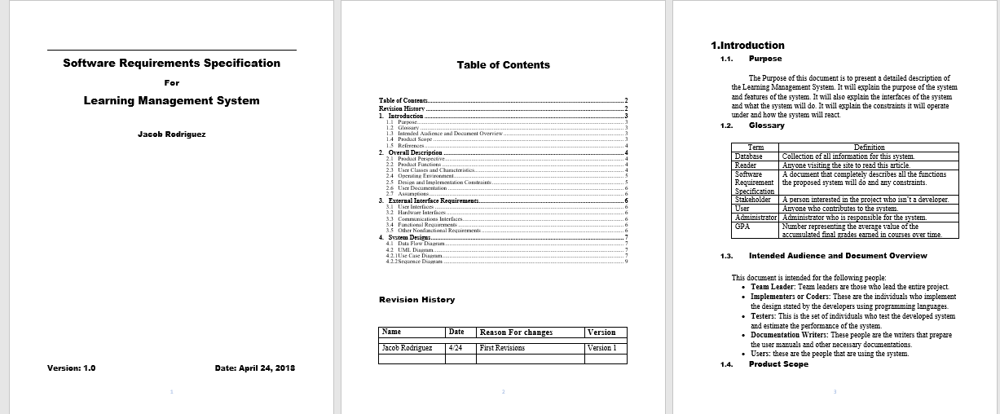 Software Requirements Specification
For
Learning Management System
Jacob Rodriguez
Version: 1.0 Date: April 24, 2018
1
Table of Contents
Table of Contents 2
Revision History 2
1. Introduction 3
1.1 Purpose 3
1.2 Glossary 3
1.3 Intended Audience and Document Overview 3
1.4 Product Scope 3
1.5 References 4
2. Overall Description 4
2.1 Product Perspective 4
2.2 Product Functions 4
2.3 User Classes and Characteristics 4
2.4 Operating Environment 5
2.5 Design and Implementation Constraints 5
2.6 User Documentation 6
2.7 Assumptions 6
3. External Interface Requirements 6
3.1 User Interfaces 6
3.2 Hardware Interfaces 6
3.3 Communications Interfaces 6
3.4 Functional Requirements 6
3.5 Other Nonfunctional Requirements 6
4. System Designs 7
4.1 Data Flow Diagram 7
4.2 UML Diagram 7
4.2.1Use Case Diagram 7
4.2.2Sequence Diagram 9
Revision History
Name Date Reason For changes Version
Jacob Rodriguez 4/24 First Revisions Version 1
2
1.Introduction
1.1. Purpose
The Purpose of this document is to present a detailed description of
the Learning Management System. It will explain the purpose of the system
and features of the system. It will also explain the interfaces of the system
and what the system will do. It will explain the constraints it will operate
under and how the system will react.
1.2. Glossary
Term Definition
Database Collection of all information for this system.
Reader Anyone visiting the site to read this article.
Software A document that completely describes all the functions
Requirement the proposed system will do and any constraints.
Specification
Stakeholder A person interested in the project who isn't a developer.
User Anyone who contributes to the system.
Administrator Administrator who is responsible for the system.
GPA Number representing the average value of the
accumulated final grades earned in courses over time.
1.3. Intended Audience and Document Overview
This document is intended for the following people:
• Team Leader: Team leaders are those who lead the entire project.
• Implementers or Coders: These are the individuals who implement
the design stated by the developers using programming languages.
• Testers: This is the set of individuals who test the developed system
and estimate the performance of the system.
• Documentation Writers: These people are the writers that prepare
the user manuals and other necessary documentations.
• Users: these are the people that are using the system.
1.4. Product Scope
3